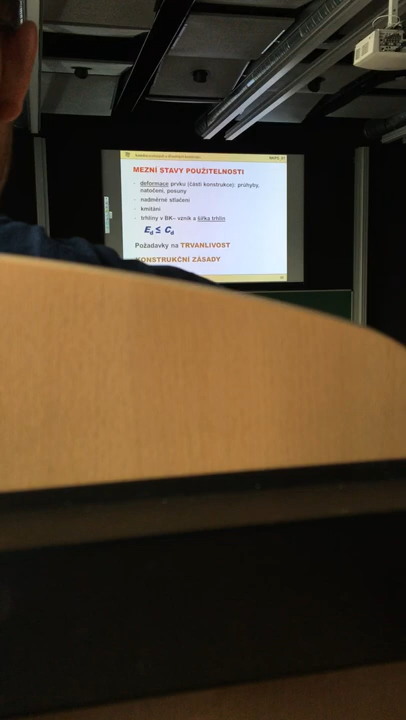 MEZNÍ STAVY POUŽITELNOSTI
deformace prvku (části konstrukce): průhyby,
natočení, posuny
nadměrné stlačení
kmitání
trhliny v BK– vznik a šířka trhlin
Ed ≤ Cd
Požadavky na TRVANLIVOST
KONSTRUKČNÍ ZÁSADY